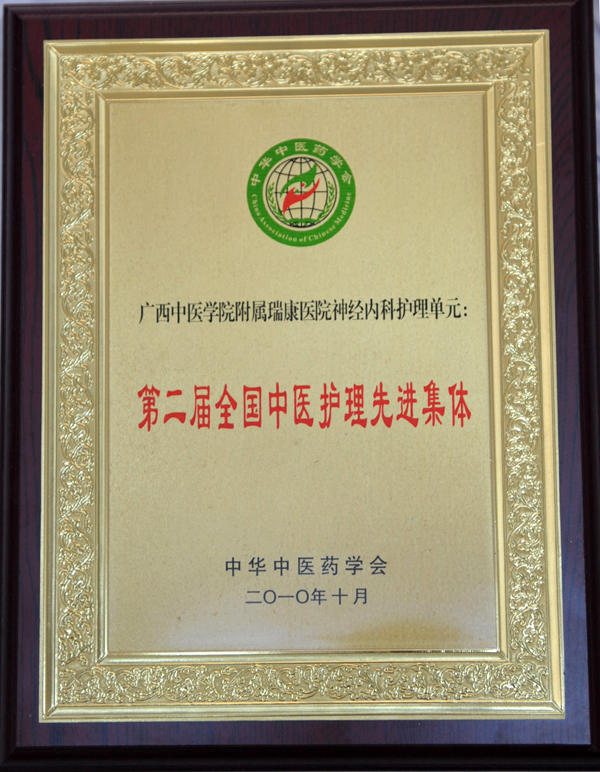 中华中医药学会
China Association of Chinese Medicine
广西中医学院附属瑞康医院神经内科护理单元：
第二届全国中医护理先进集体
中华中医药学会
二〇一〇年十月